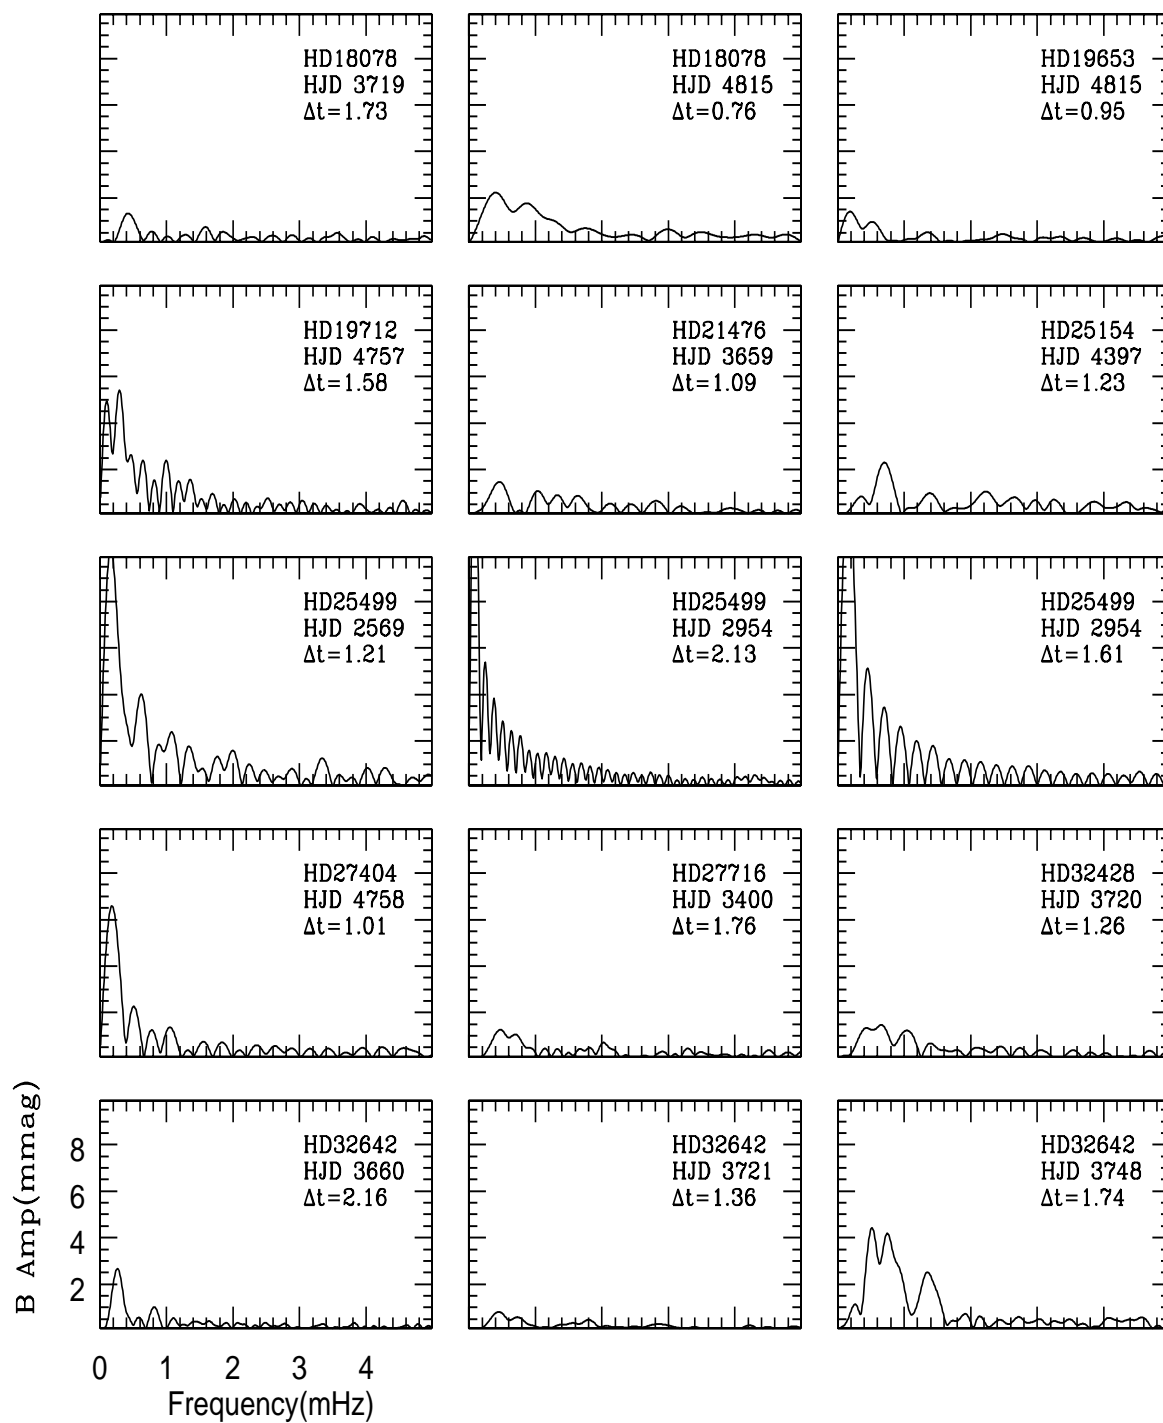 HD18078
HJD 3719
Δt=1.73
HD18078
HJD 4815
Δt=0.76
HD19653
HJD 4815
Δt=0.95
HD19712
HJD 4757
Δt=1.58
HD21476
HJD 3659
Δt=1.09
HD25154
HJD 4397
Δt=1.23
HD25499
HJD 2569
Δt=1.21
HD25499
HJD 2954
Δt=2.13
HD25499
HJD 2954
Δt=1.61
HD27404
HJD 4758
Δt=1.01
HD27716
HJD 3400
Δt=1.76
HD32428
HJD 3720
Δt=1.26
HD32642
HJD 3660
Δt=2.16
HD32642
HJD 3721
Δt=1.36
HD32642
HJD 3748
Δt=1.74
B Amp(mmag)
8
6
4
2
0 1 2 3 4
Frequency(mHz)